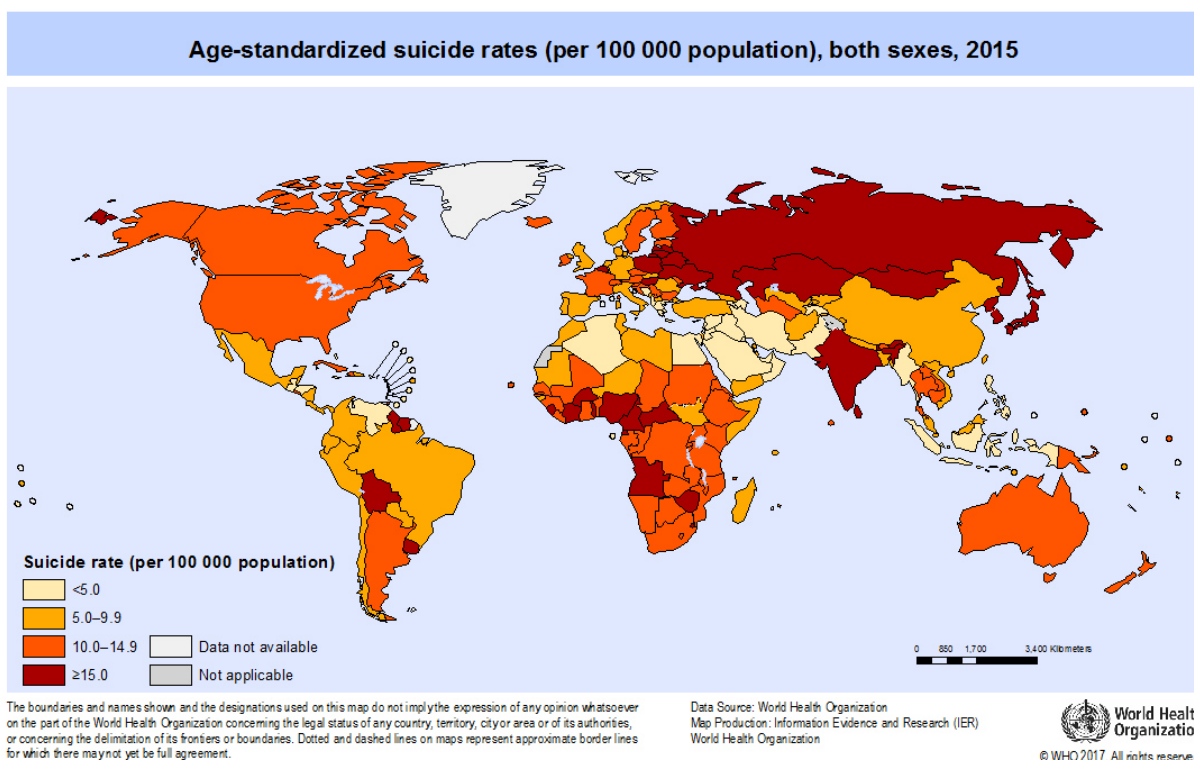 Age-standardized suicide rates (per 100 000 population), both sexes, 2015
Suicide rate (per 100 000 population)
<5.0
5.0–9.9
10.0–14.9
≥15.0
Data not available
Not applicable
0 850 1,700 3,400 Kilometers
The boundaries and names shown and the designations used on this map do not imply the expression of any opinion whatsoever
on the part of the World Health Organization concerning the legal status of any country, territory, city or area or of its authorities,
or concerning the delimitation of its frontiers or boundaries. Dotted and dashed lines on maps represent approximate border lines
for which there may not yet be full agreement.
Data Source: World Health Organization
Map Production: Information Evidence and Research (IER)
World Health Organization
World Healt
Organizatio
© WHO 2017. All rights reserve